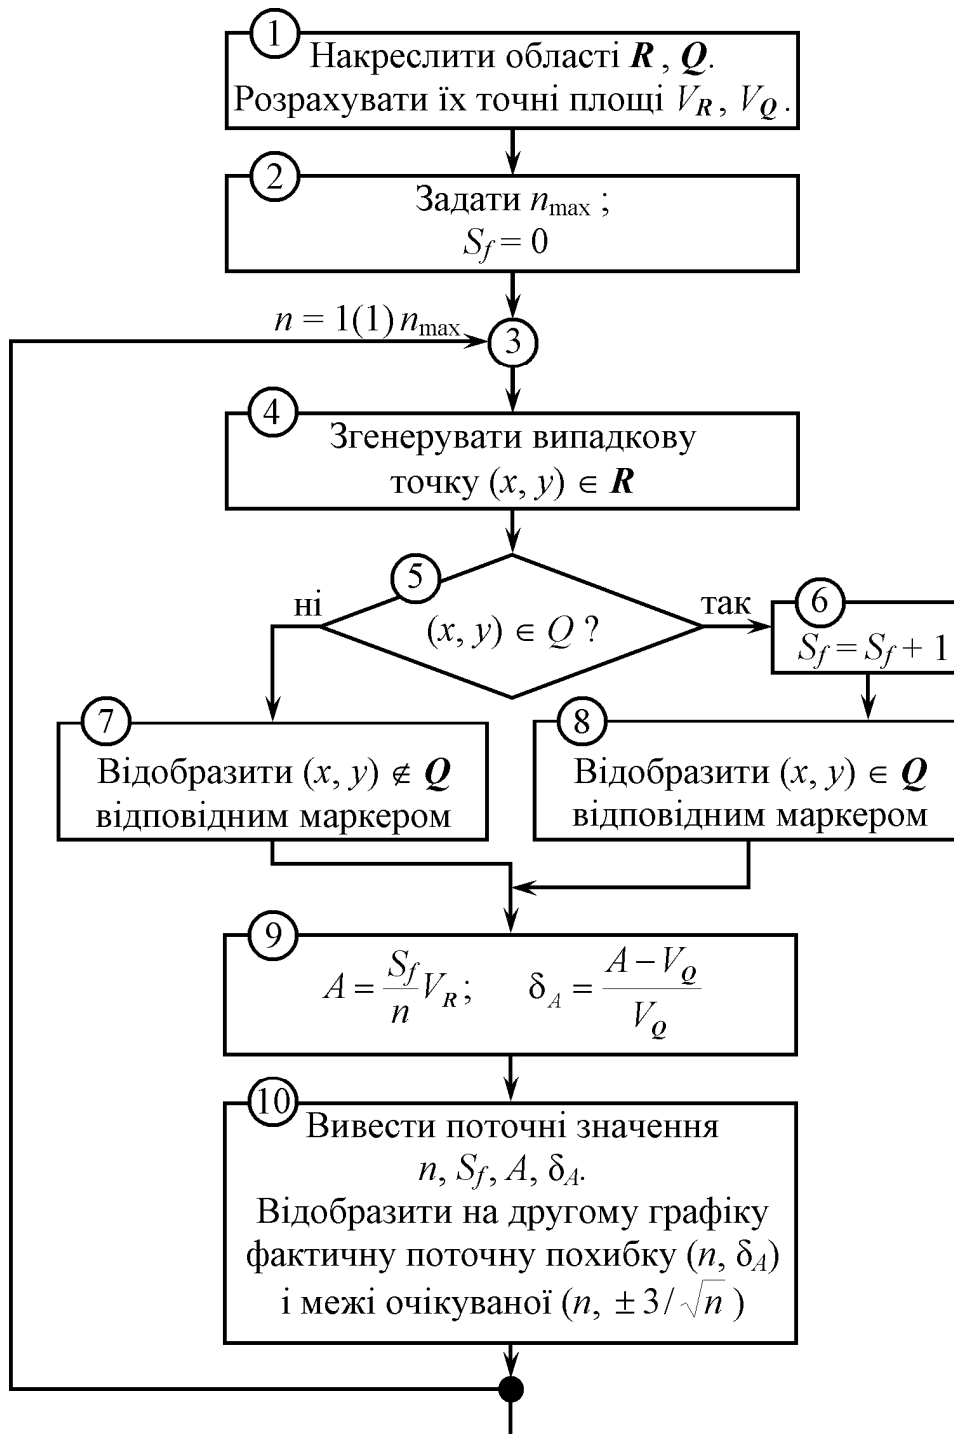 1
Накреслити області R , Q.
Розрахувати їх точні площі V_R , V_Q .
2
Задати n_max ;
S_f = 0
n = 1(1) n_max
3
4
Згенерувати випадкову
точку (x, y) ∈ R
5
ні
(x, y) ∈ Q ?
так
6
S_f = S_f + 1
7
Відобразити (x, y) ∉ Q
відповідним маркером
8
Відобразити (x, y) ∈ Q
відповідним маркером
9
A = S_f / n V_R ; δ_A = A − V_Q / V_Q
10
Вивести поточні значення
n, S_f, A, δ_A.
Відобразити на другому графіку
фактичну поточну похибку (n, δ_A)
і межі очікуваної (n, ± 3/√n )